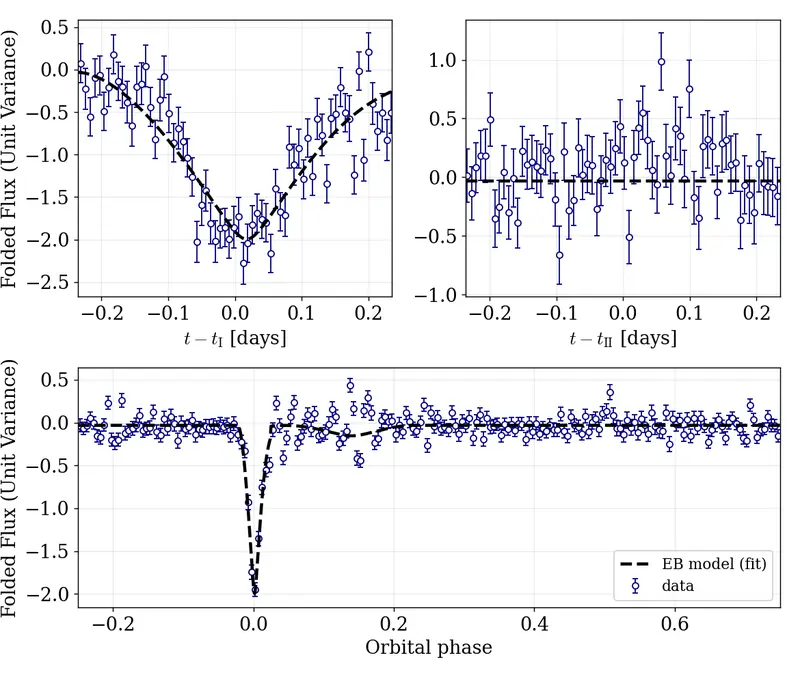 Folded Flux (Unit Variance)
0.5
0.0
−0.5
−1.0
−1.5
−2.0
−2.5
−0.2 −0.1 0.0 0.1 0.2
t − tI [days]
1.0
0.5
0.0
−0.5
−1.0
−0.2 −0.1 0.0 0.1 0.2
t − tII [days]
Folded Flux (Unit Variance)
0.5
0.0
−0.5
−1.0
−1.5
−2.0
−0.2 0.0 0.2 0.4 0.6
Orbital phase
EB model (fit)
data